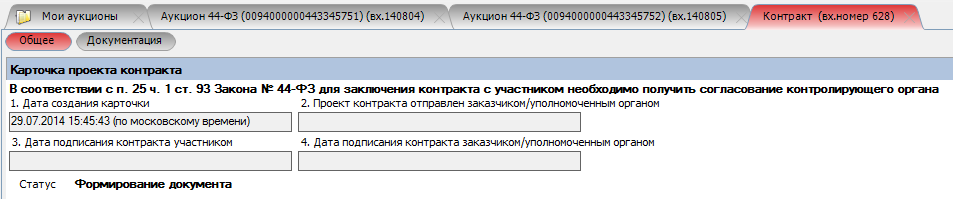 Мои аукционы Аукцион 44-ФЗ (0094000000443345751) (вх.140804) Аукцион 44-ФЗ (0094000000443345752) (вх.140805) Контракт (вх.номер 628)
Общее Документация
Карточка проекта контракта
В соответствии с п. 25 ч. 1 ст. 93 Закона № 44-ФЗ для заключения контракта с участником необходимо получить согласование контролирующего органа
1. Дата создания карточки 2. Проект контракта отправлен заказчиком/уполномоченным органом
29.07.2014 15:45:43 (по московскому времени)
3. Дата подписания контракта участником 4. Дата подписания контракта заказчиком/уполномоченным органом
Статус Формирование документа